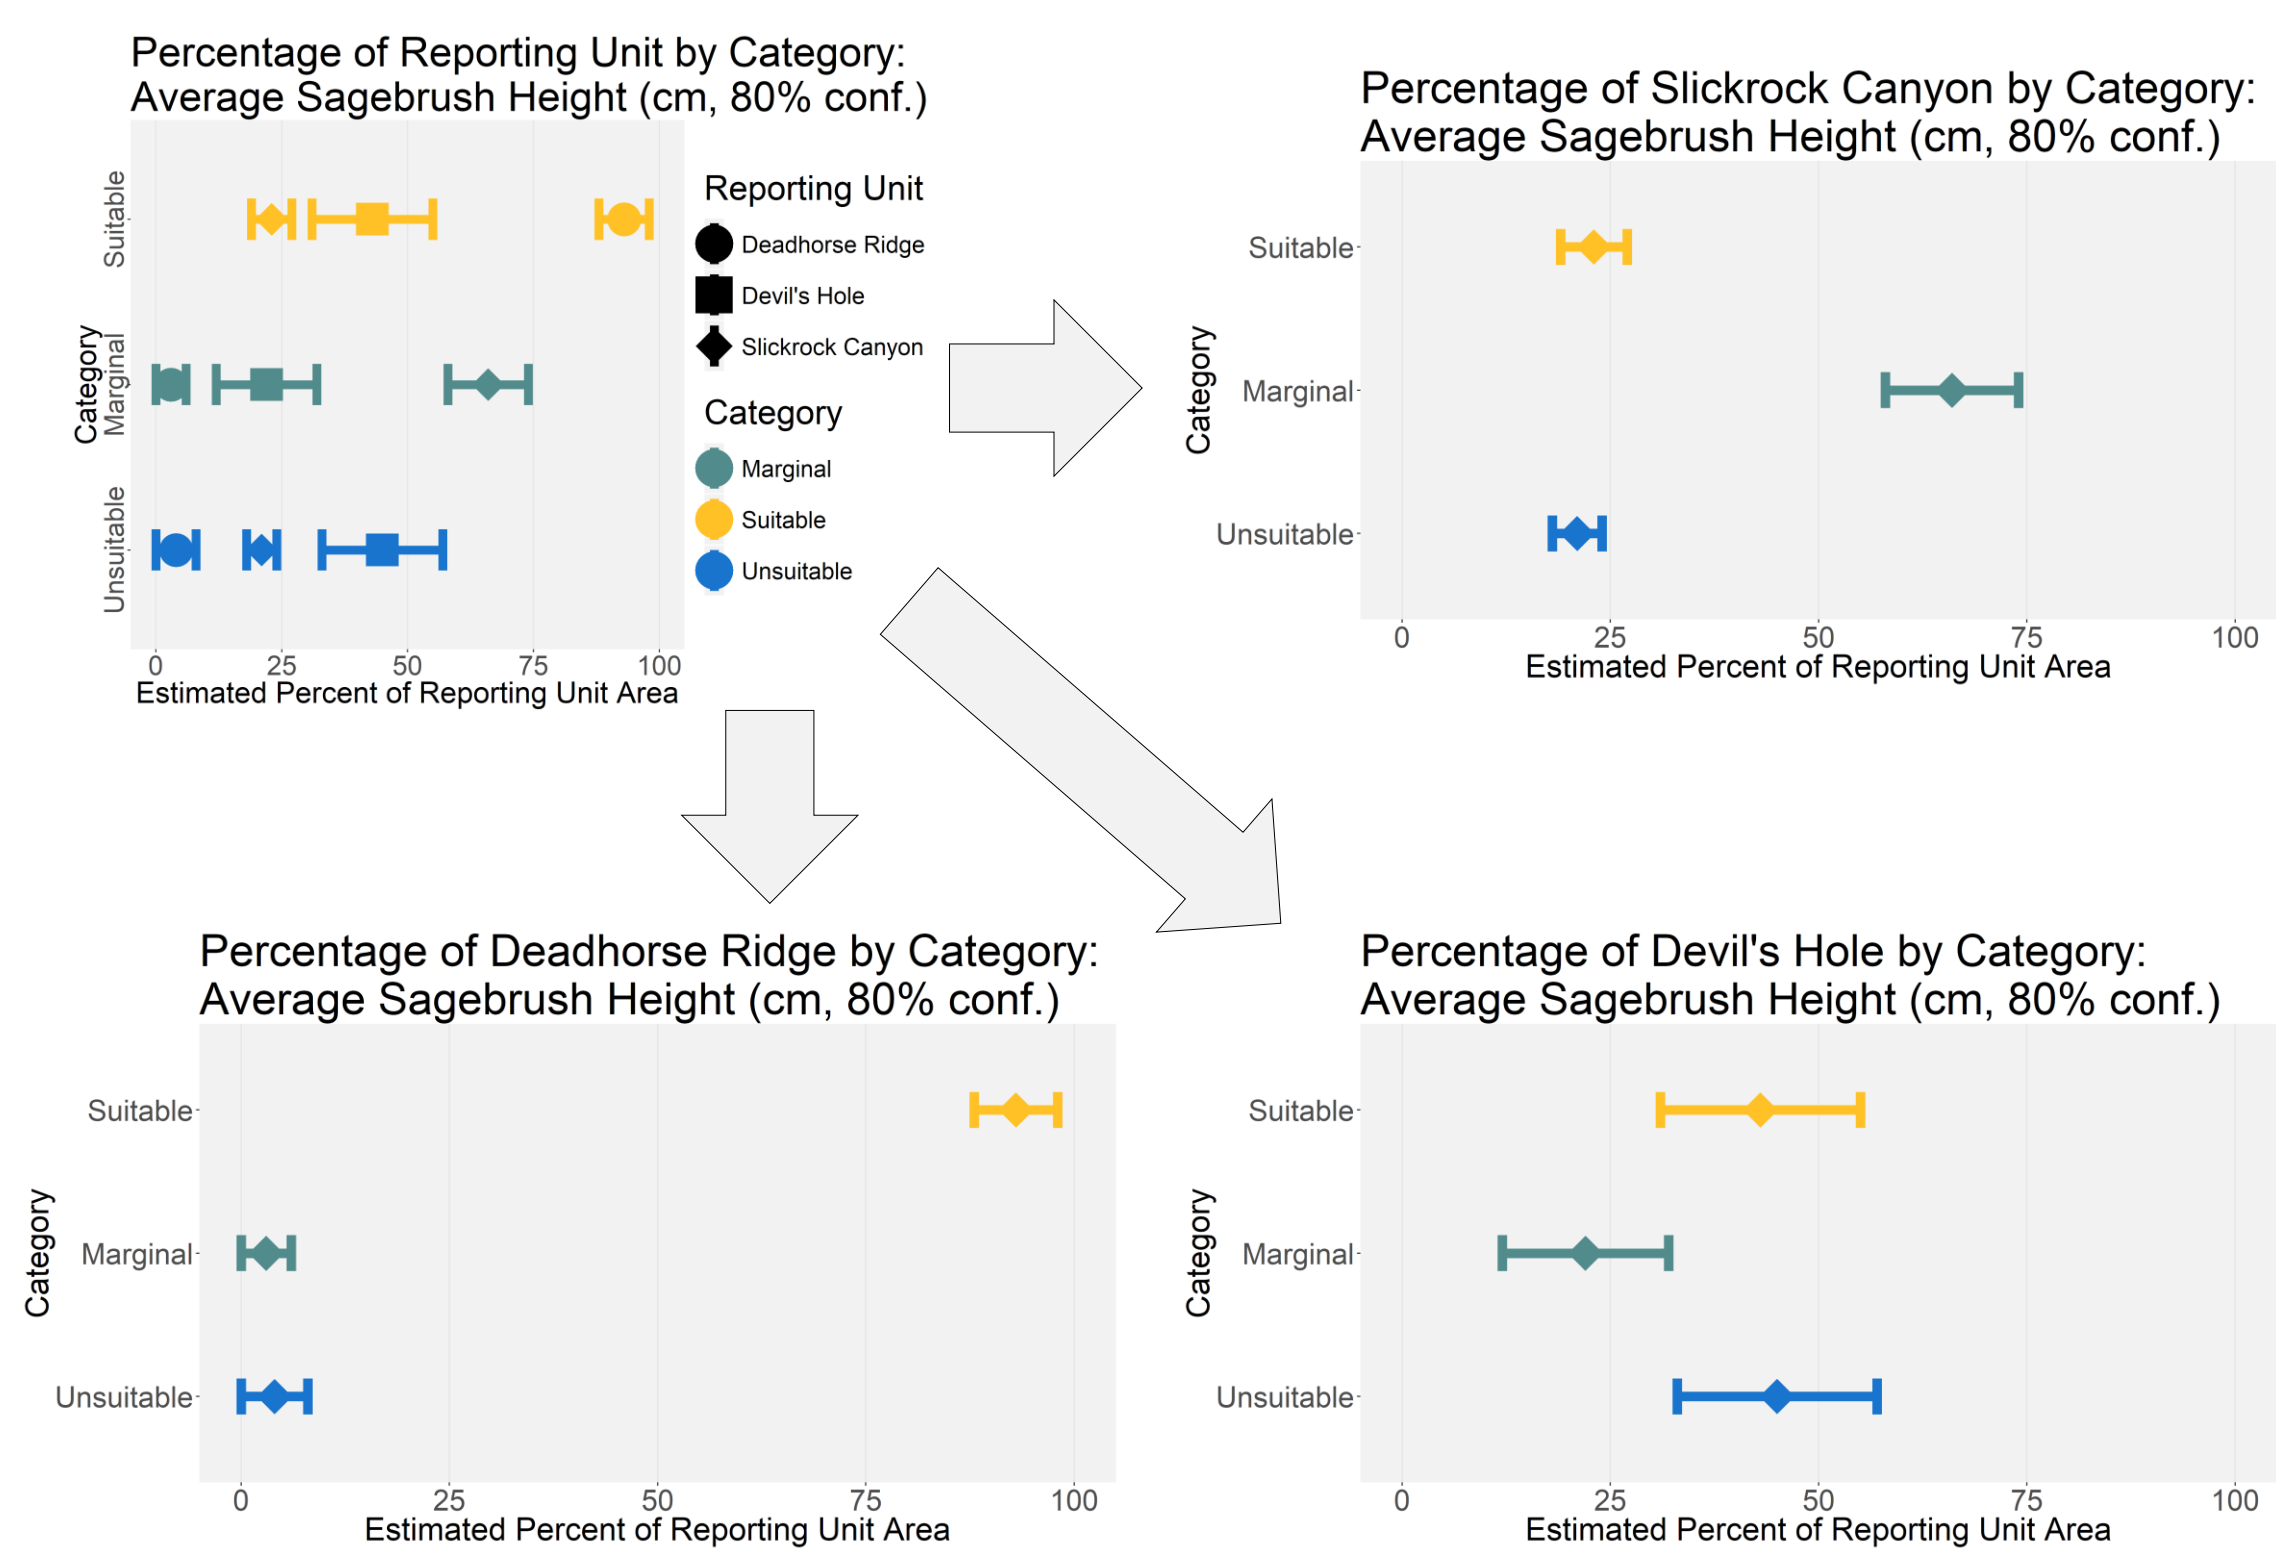 Percentage of Reporting Unit by Category:
Average Sagebrush Height (cm, 80% conf.)
Category
Suitable
Marginal
Unsuitable
0 25 50 75 100
Estimated Percent of Reporting Unit Area
Reporting Unit
Deadhorse Ridge
Devil's Hole
Slickrock Canyon
Category
Marginal
Suitable
Unsuitable
Percentage of Slickrock Canyon by Category:
Average Sagebrush Height (cm, 80% conf.)
Category
Suitable
Marginal
Unsuitable
0 25 50 75 100
Estimated Percent of Reporting Unit Area
Percentage of Deadhorse Ridge by Category:
Average Sagebrush Height (cm, 80% conf.)
Category
Suitable
Marginal
Unsuitable
0 25 50 75 100
Estimated Percent of Reporting Unit Area
Percentage of Devil's Hole by Category:
Average Sagebrush Height (cm, 80% conf.)
Category
Suitable
Marginal
Unsuitable
0 25 50 75 100
Estimated Percent of Reporting Unit Area